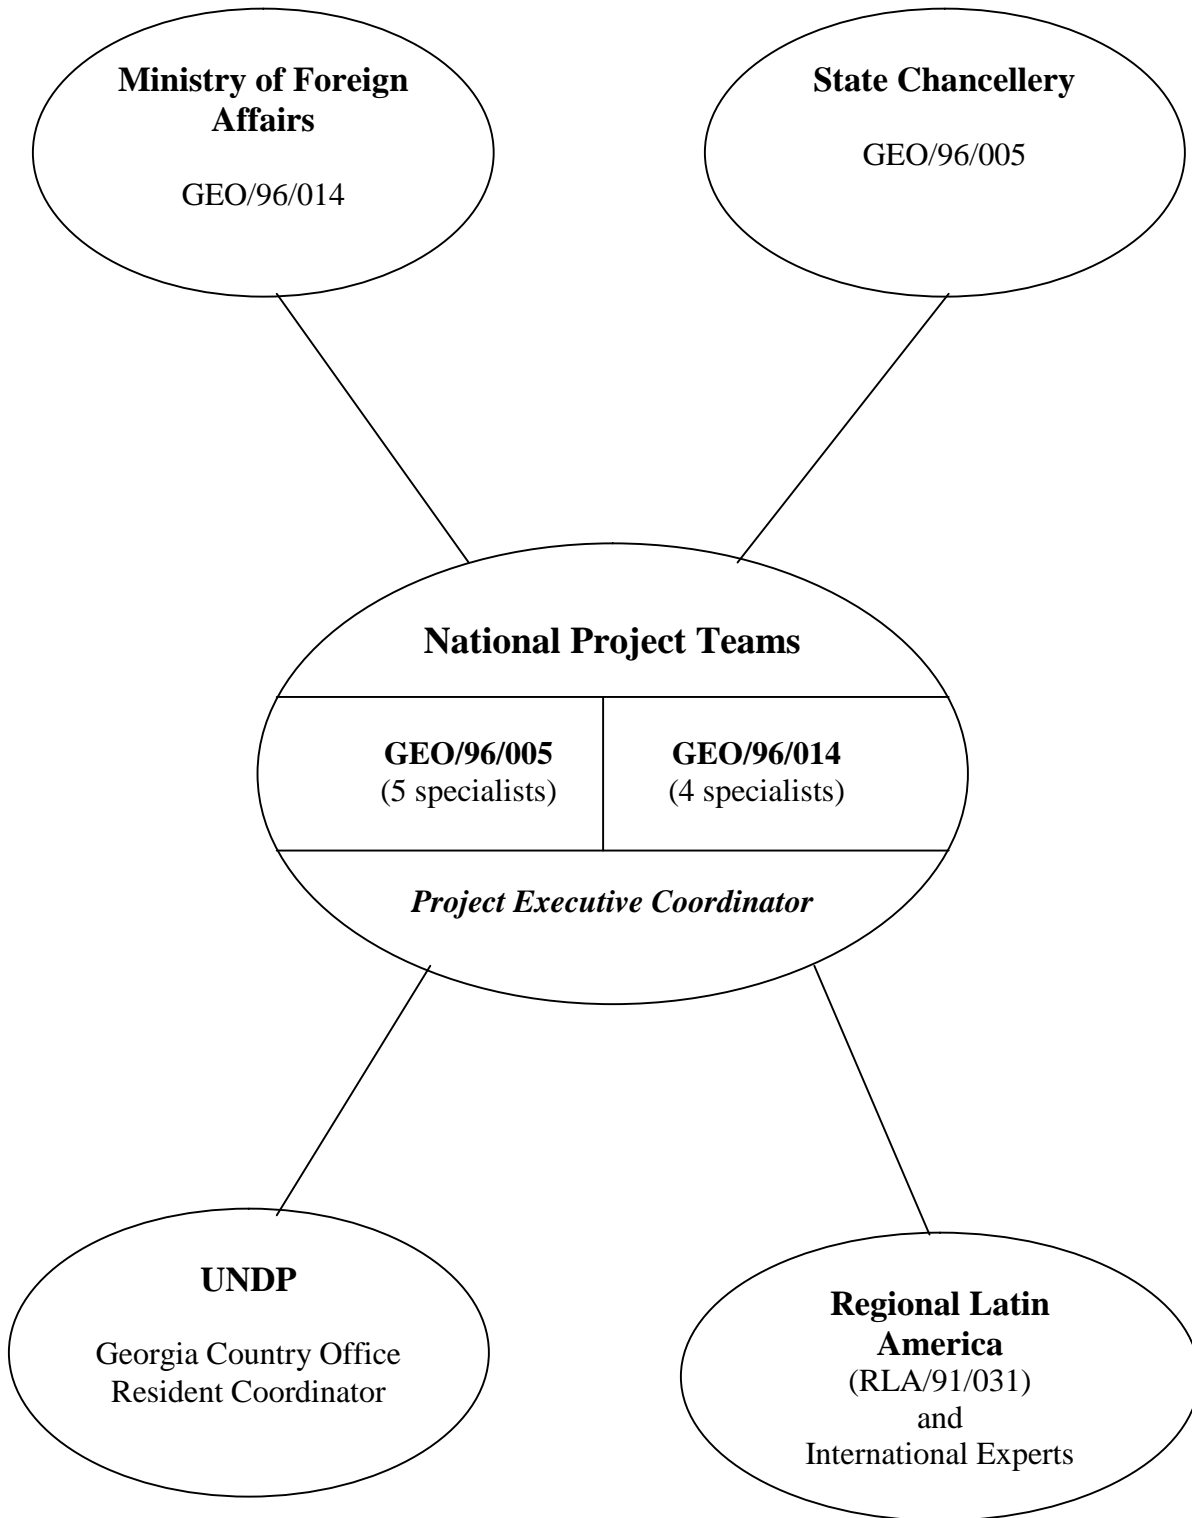 Ministry of Foreign
Affairs
GEO/96/014
State Chancellery
GEO/96/005
National Project Teams
GEO/96/005
(5 specialists)
GEO/96/014
(4 specialists)
Project Executive Coordinator
UNDP
Georgia Country Office
Resident Coordinator
Regional Latin
America
(RLA/91/031)
and
International Experts